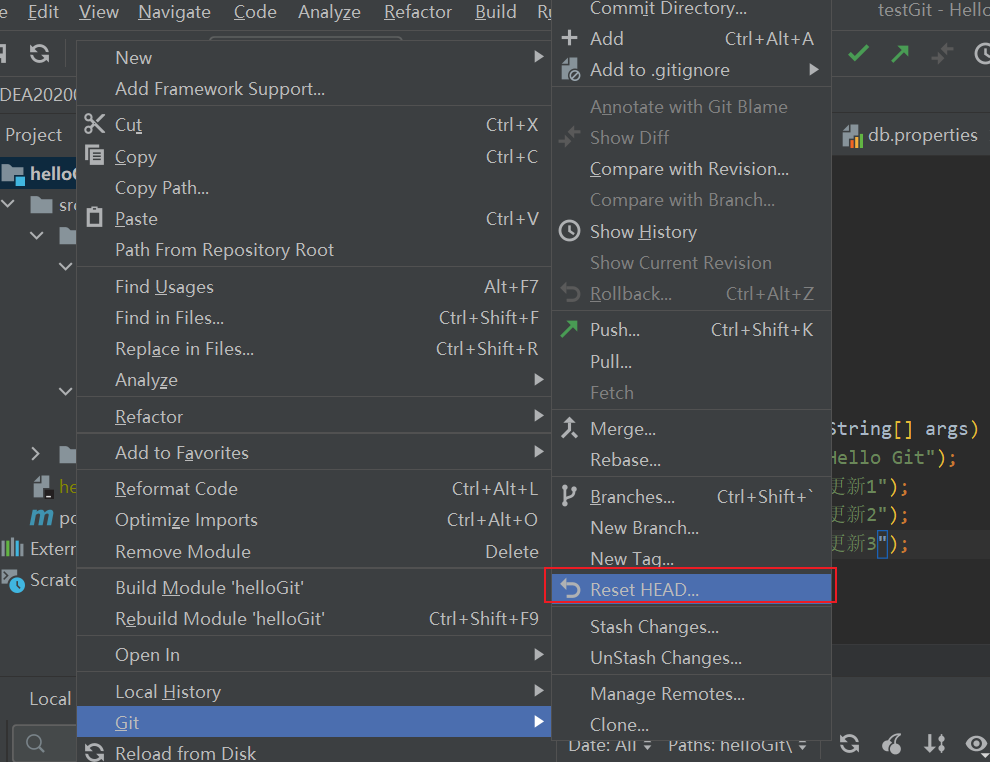 Edit View Navigate Code Analyze Refactor Build
testGit - Hello
DEA2020
Project
db.properties
hello
Extern
Scratc
Local
New
Add Framework Support...
Cut Ctrl+X
Copy Ctrl+C
Copy Path...
Paste Ctrl+V
Path From Repository Root
Find Usages Alt+F7
Find in Files... Ctrl+Shift+F
Replace in Files... Ctrl+Shift+R
Analyze
Refactor
Add to Favorites
Reformat Code Ctrl+Alt+L
Optimize Imports Ctrl+Alt+O
Remove Module Delete
Build Module 'helloGit'
Rebuild Module 'helloGit' Ctrl+Shift+F9
Open In
Local History
Git
Reload from Disk
Commit Directory...
Add Ctrl+Alt+A
Add to .gitignore
Annotate with Git Blame
Show Diff
Compare with Revision...
Compare with Branch...
Show History
Show Current Revision
Rollback... Ctrl+Alt+Z
Push... Ctrl+Shift+K
Pull...
Fetch
Merge...
Rebase...
Branches... Ctrl+Shift+`
New Branch...
New Tag...
Reset HEAD...
Stash Changes...
UnStash Changes...
Manage Remotes...
Clone...
String[] args)
Hello Git");
更新1");
更新2");
更新3");
Date: All Paths: helloGit\